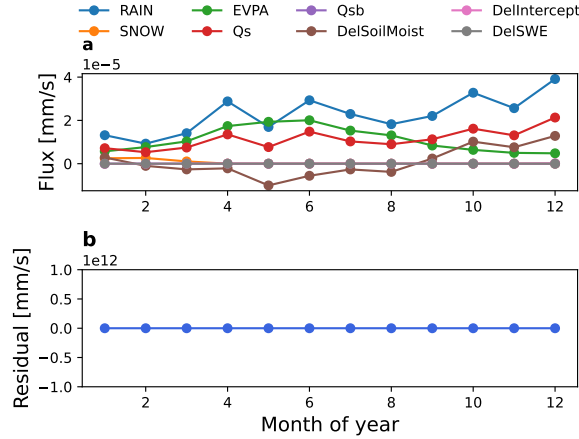 RAIN EVPA Qsb DelIntercept
SNOW Qs DelSoilMoist DelSWE
a
1e−5
Flux [mm/s]
4
2
0
2 4 6 8 10 12
b
1e12
Residual [mm/s]
1.0
0.5
0.0
−0.5
−1.0
2 4 6 8 10 12
Month of year